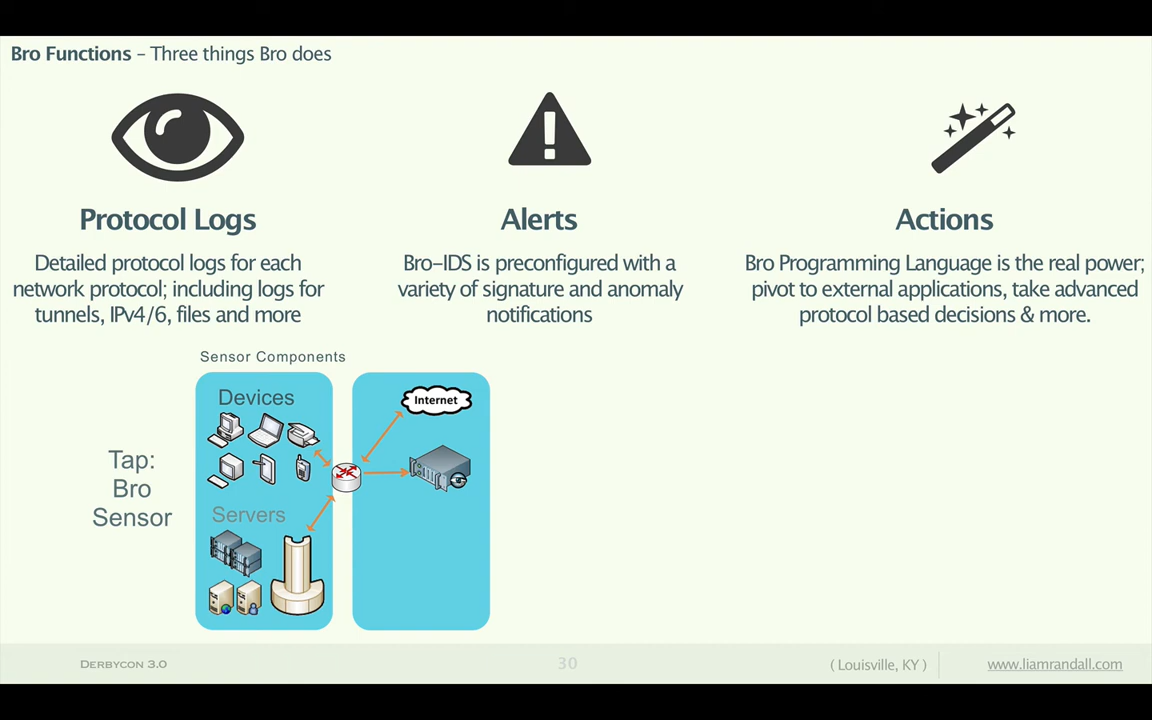 Bro Functions – Three things Bro does
Protocol Logs
Detailed protocol logs for each
network protocol; including logs for
tunnels, IPv4/6, files and more
Alerts
Bro-IDS is preconfigured with a
variety of signature and anomaly
notifications
Actions
Bro Programming Language is the real power;
pivot to external applications, take advanced
protocol based decisions & more.
Sensor Components
Tap:
Bro
Sensor
Devices
Servers
Internet
Derbycon 3.0
30
( Louisville, KY )
www.liamrandall.com